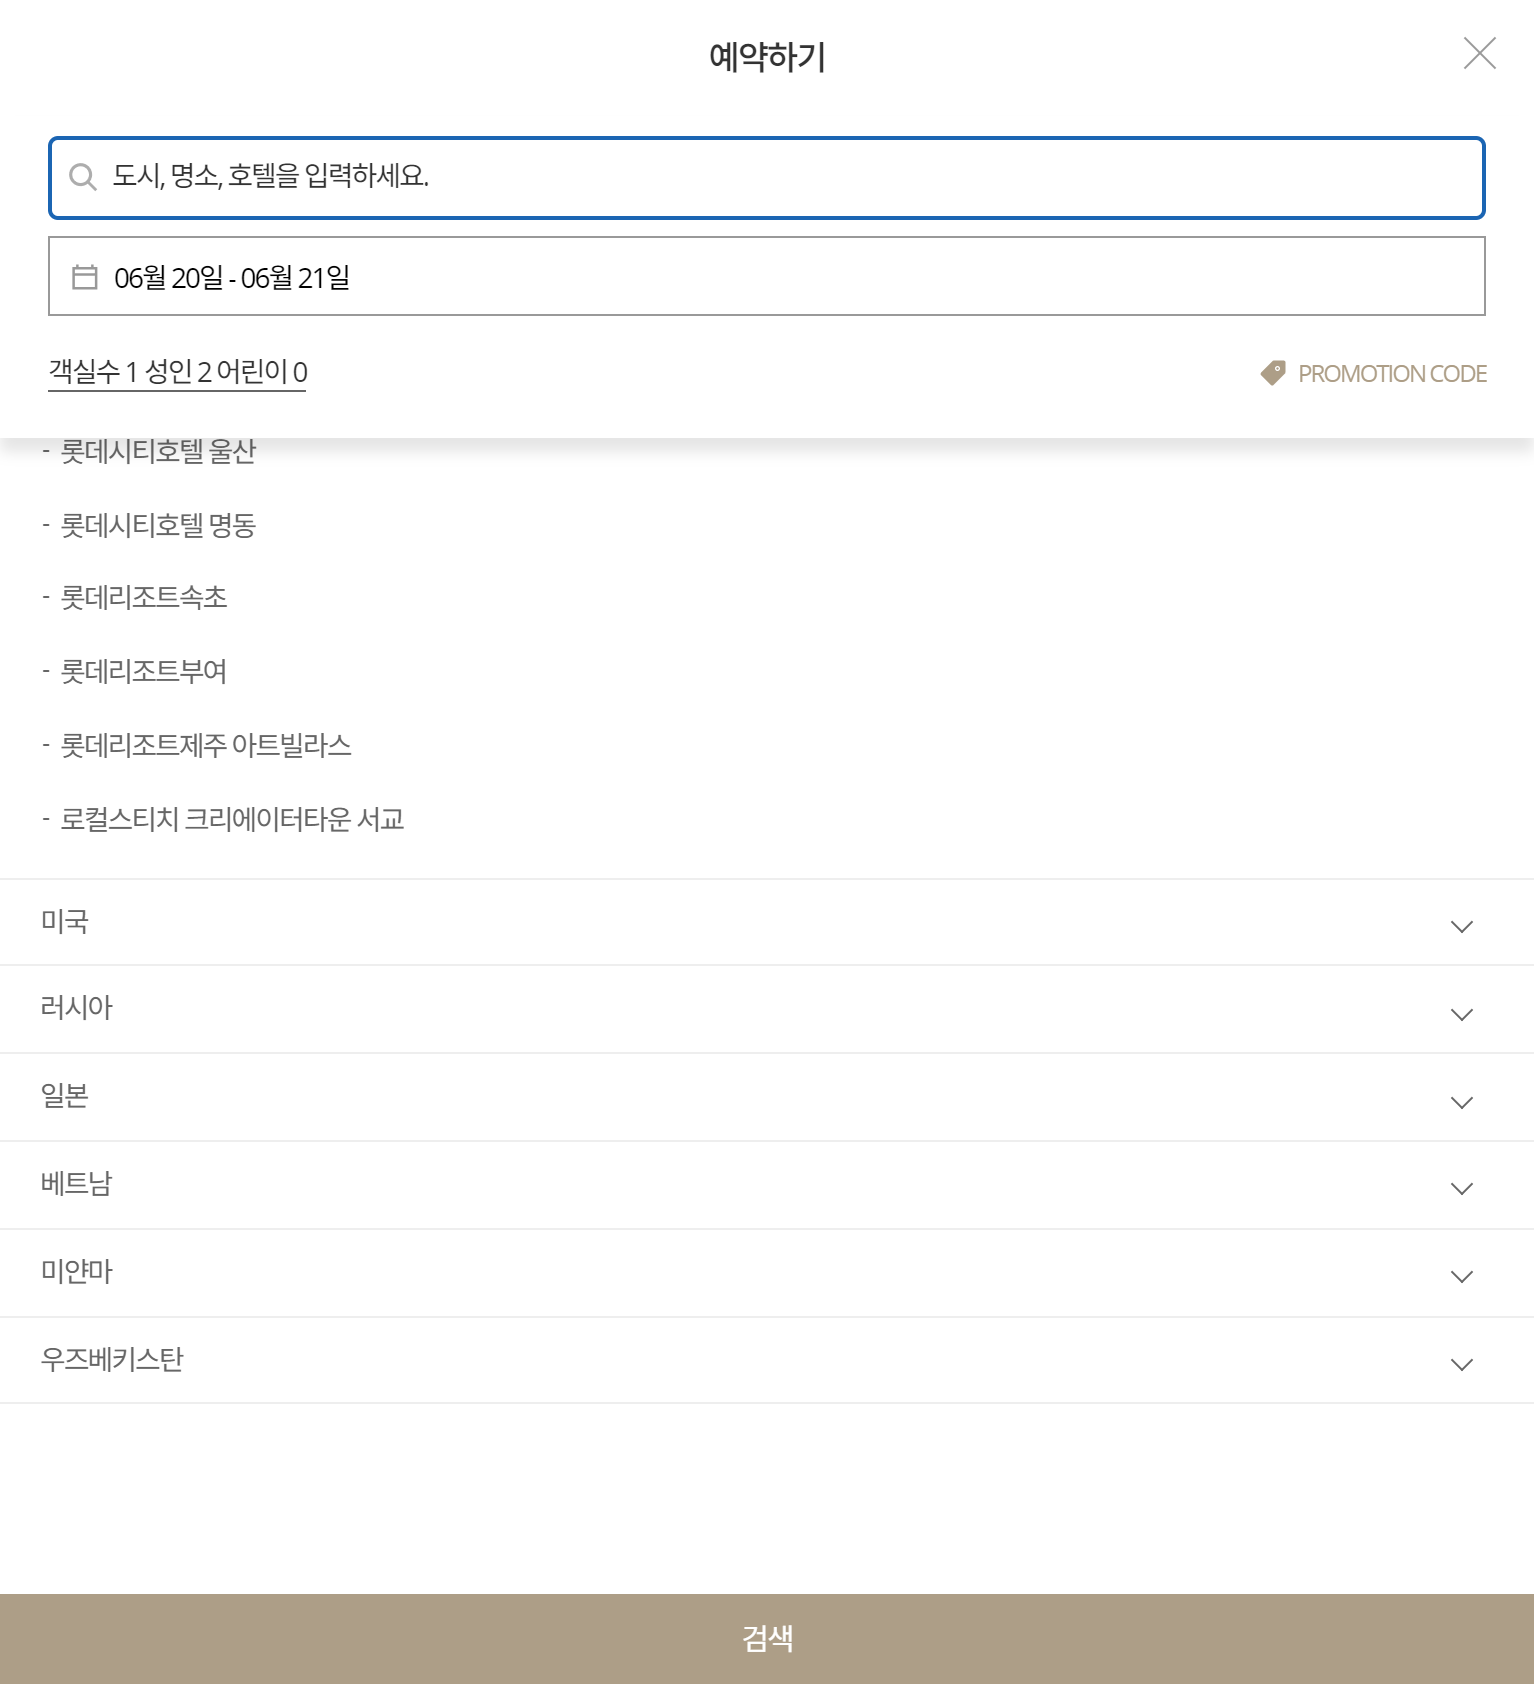 예약하기
도시, 명소, 호텔을 입력하세요.
06월 20일 - 06월 21일
객실수 1 성인 2 어린이 0
PROMOTION CODE
- 롯데시티호텔 울산
- 롯데시티호텔 명동
- 롯데리조트속초
- 롯데리조트부여
- 롯데리조트제주 아트빌라스
- 로컬스티치 크리에이터타운 서교
미국
러시아
일본
베트남
미얀마
우즈베키스탄
검색